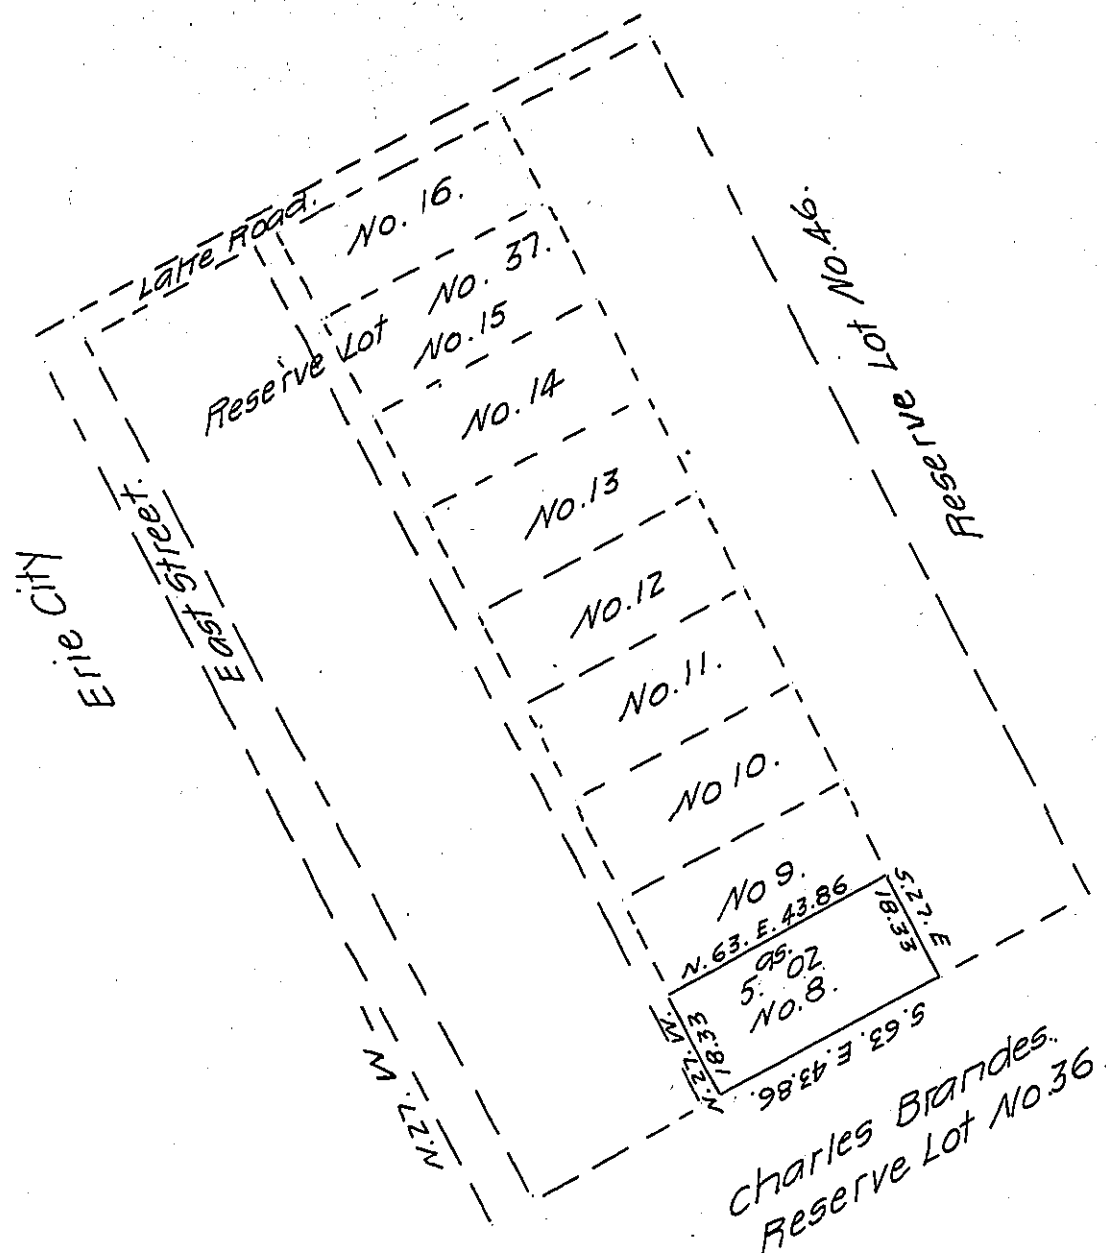 Lake Road.
No. 16.
Reserve Lot No. 37.
No. 15
No. 14
No. 13
No. 12
No. 11.
No 10.
No 9.
N. 63. E. 43.86
S. 27. E
18.33
as.
5. 02
No. 8.
N. 27. W.
18.33
S. 63. E. 43.86.
Reserve Lot No. 46.
Erie City
East Street.
N. 27. W
Charles Brandes.
Reserve Lot No. 36.